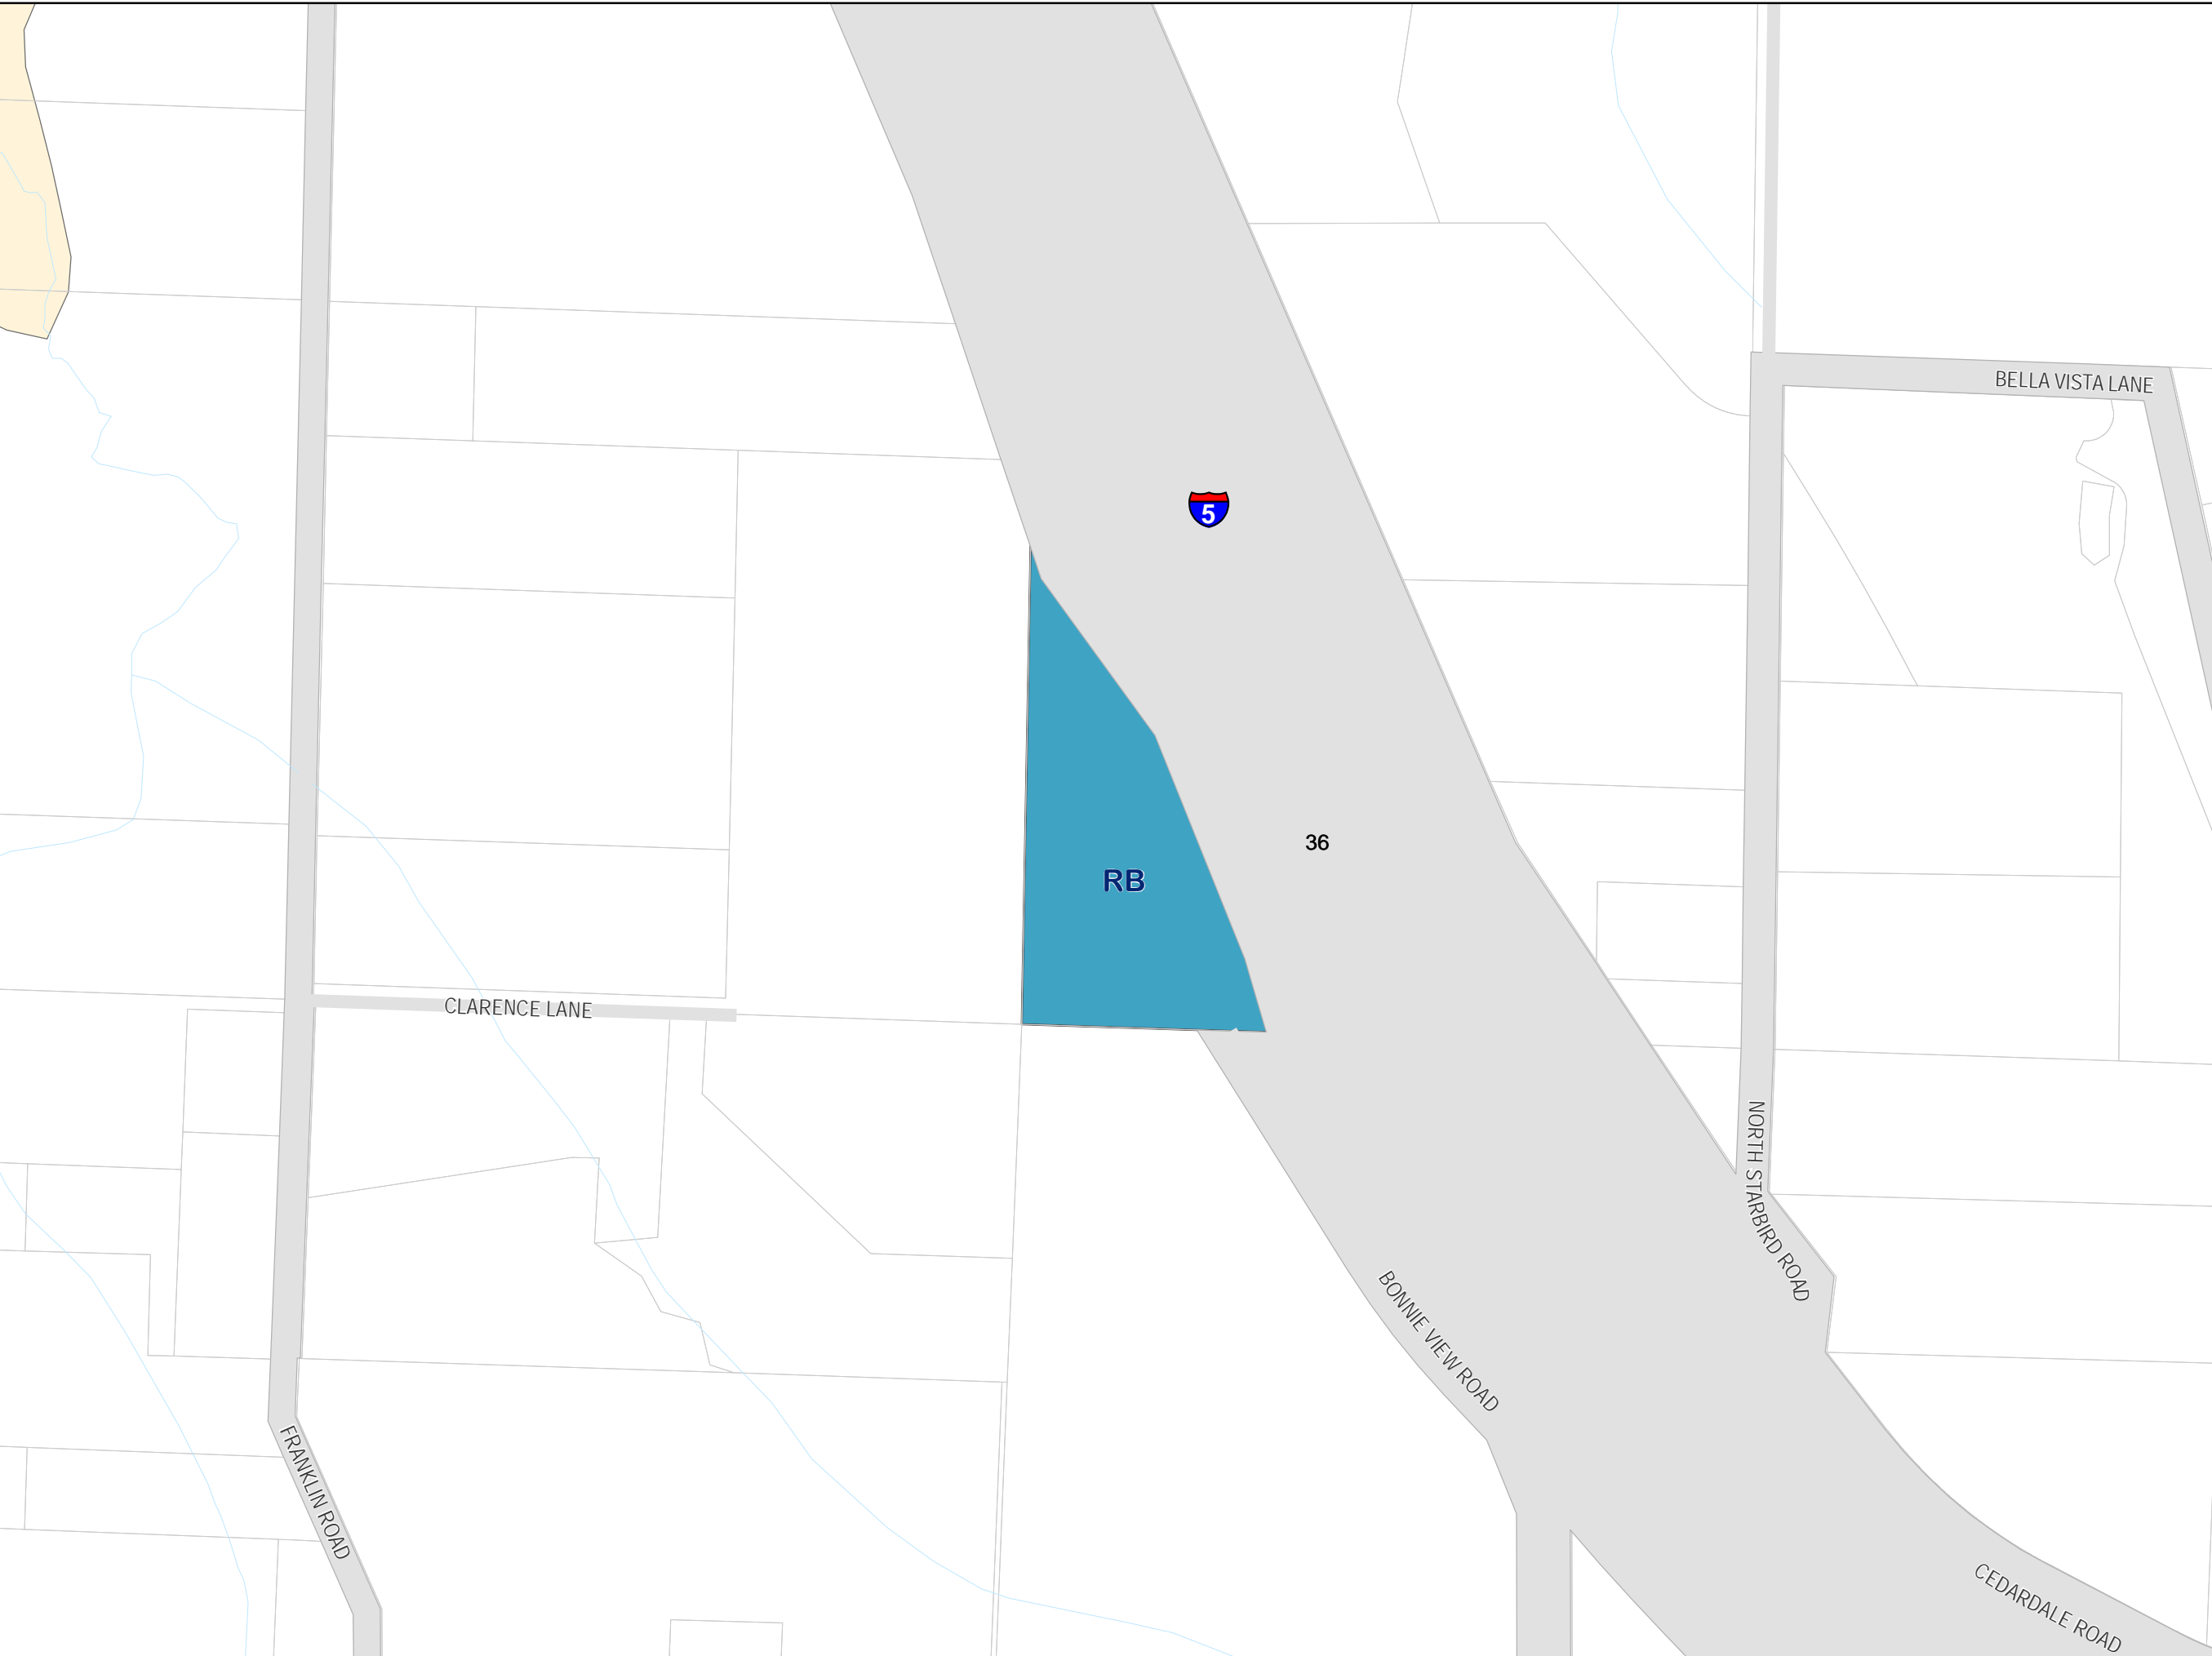 BELLA VISTA LANE
5
36
RB
CLARENCE LANE
NORTH STARBIRD ROAD
BONNIE VIEW ROAD
FRANKLIN ROAD
CEDARDALE ROAD